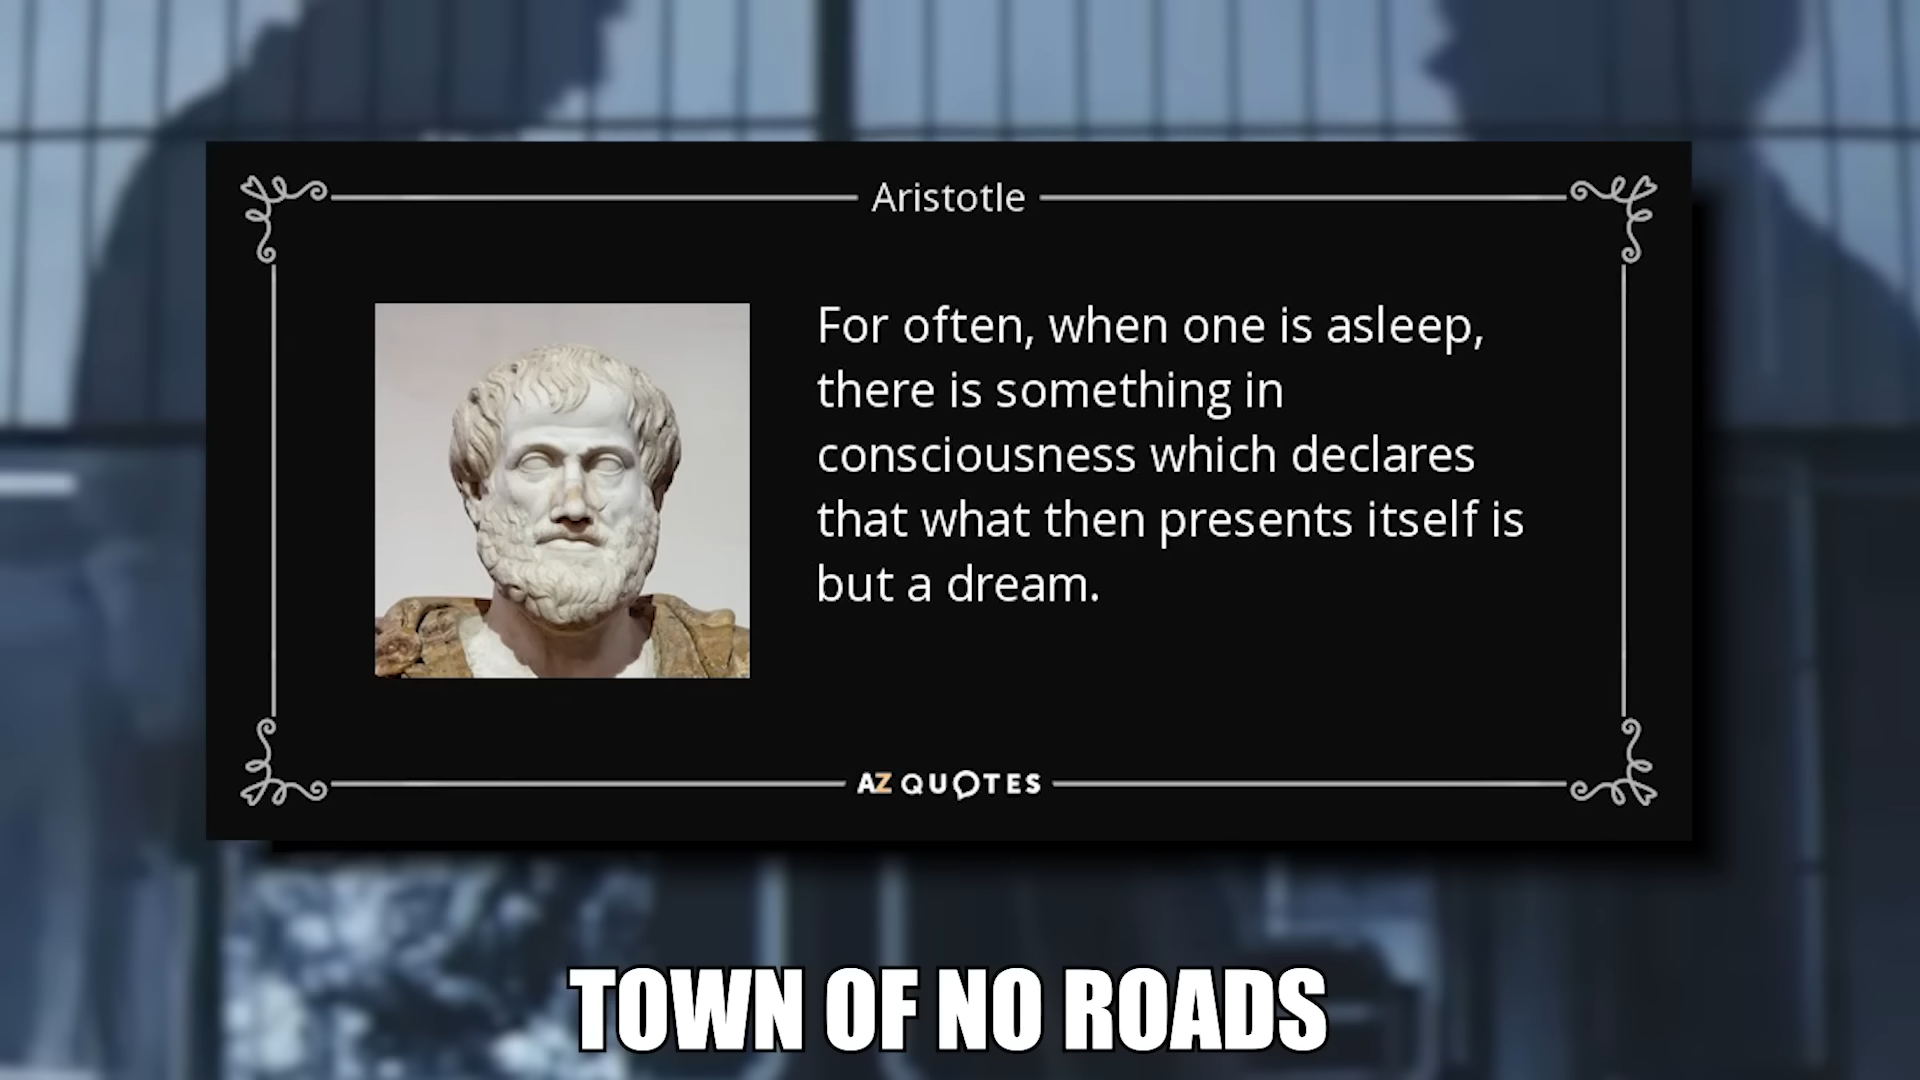 Aristotle
For often, when one is asleep,
there is something in
consciousness which declares
that what then presents itself is
but a dream.
AZ QUOTES
TOWN OF NO ROADS